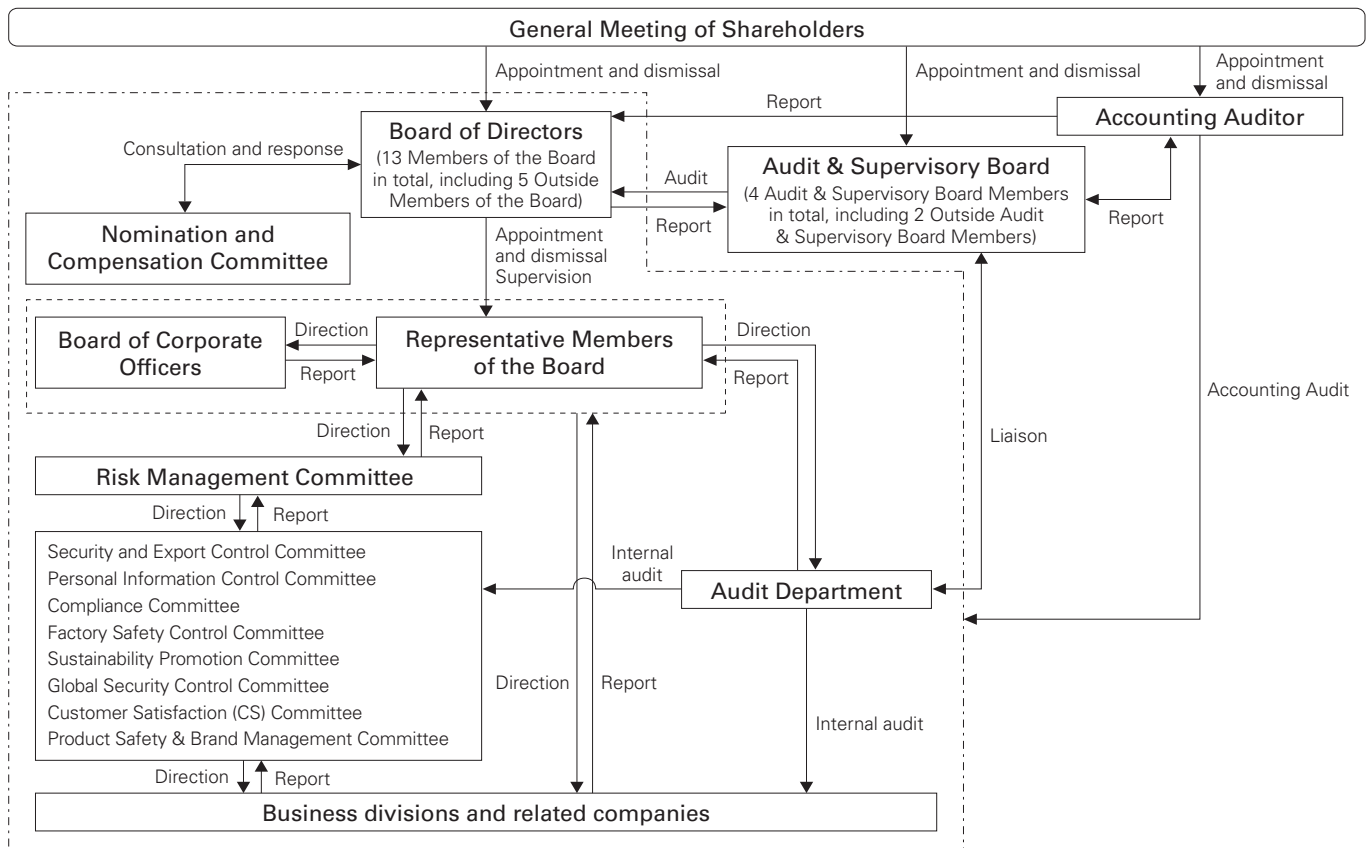 General Meeting of Shareholders
Appointment and dismissal
Appointment and dismissal
Appointment
and dismissal
Report
Accounting Auditor
Board of Directors
(13 Members of the Board
in total, including 5 Outside
Members of the Board)
Consultation and response
Audit & Supervisory Board
(4 Audit & Supervisory Board Members
in total, including 2 Outside Audit
& Supervisory Board Members)
Audit
Report
Report
Nomination and
Compensation Committee
Appointment
and dismissal
Supervision
Board of Corporate
Officers
Direction
Report
Representative Members
of the Board
Direction
Report
Accounting Audit
Direction
Report
Liaison
Risk Management Committee
Direction
Report
Security and Export Control Committee
Personal Information Control Committee
Compliance Committee
Factory Safety Control Committee
Sustainability Promotion Committee
Global Security Control Committee
Customer Satisfaction (CS) Committee
Product Safety & Brand Management Committee
Internal
audit
Audit Department
Direction
Report
Internal audit
Direction
Report
Business divisions and related companies